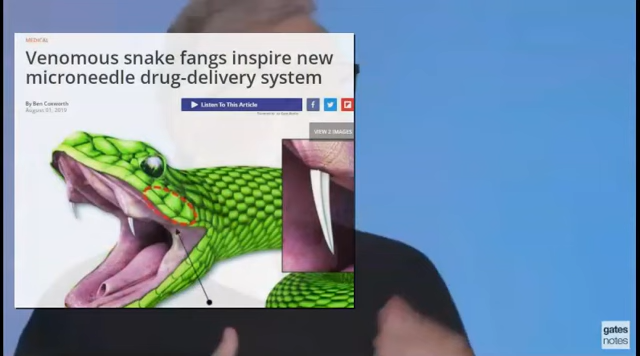 MEDICAL
Venomous snake fangs inspire new
microneedle drug-delivery system
By Ben Coxworth
August 01, 2019
Listen To This Article
VIEW 2 IMAGES
gates
notes